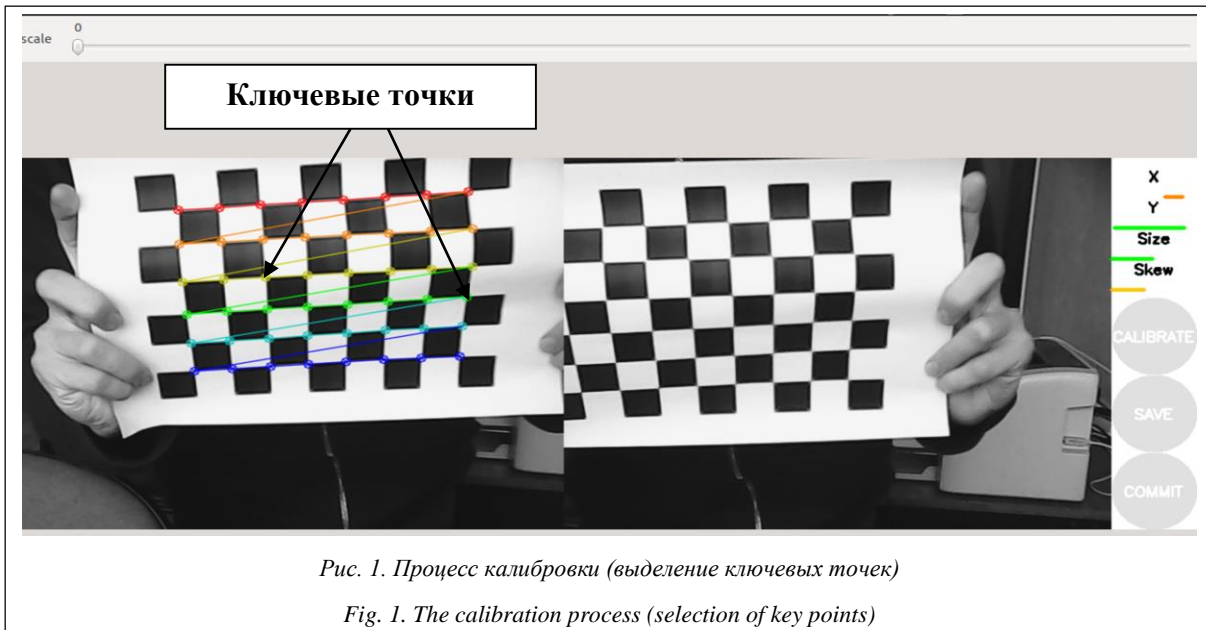 scale
0
Ключевые точки
X
Y
Size
Skew
CALIBRATE
SAVE
COMMIT
Рис. 1. Процесс калибровки (выделение ключевых точек)
Fig. 1. The calibration process (selection of key points)